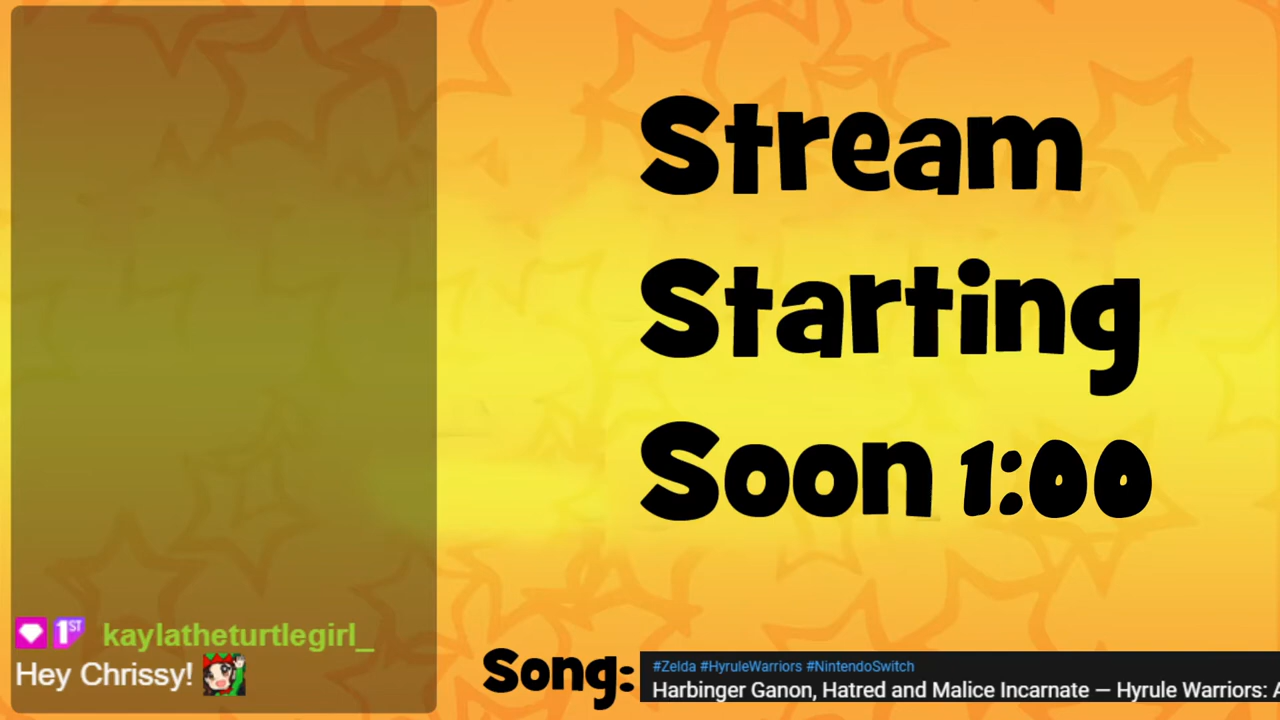 Stream
Starting
Soon 1:00
1ST kaylatheturtlegirl_
Hey Chrissy!
Song:
#Zelda #HyruleWarriors #NintendoSwitch
Harbinger Ganon, Hatred and Malice Incarnate — Hyrule Warriors: A